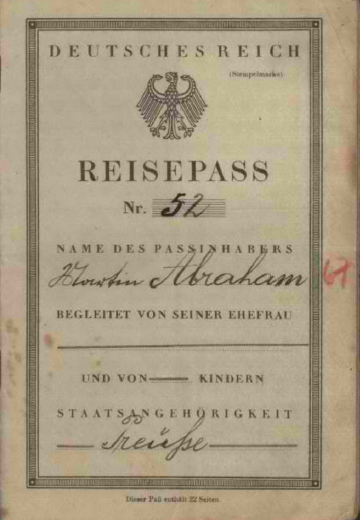 DEUTSCHES REICH
(Stempelmarke)
REISEPASS
Nr. 52
NAME DES PASSINHABERS
Martin Abraham
BEGLEITET VON SEINER EHEFRAU
UND VON — KINDERN
STAATSANGEHÖRIGKEIT
Preuße
Dieser Paß enthält 32 Seiten